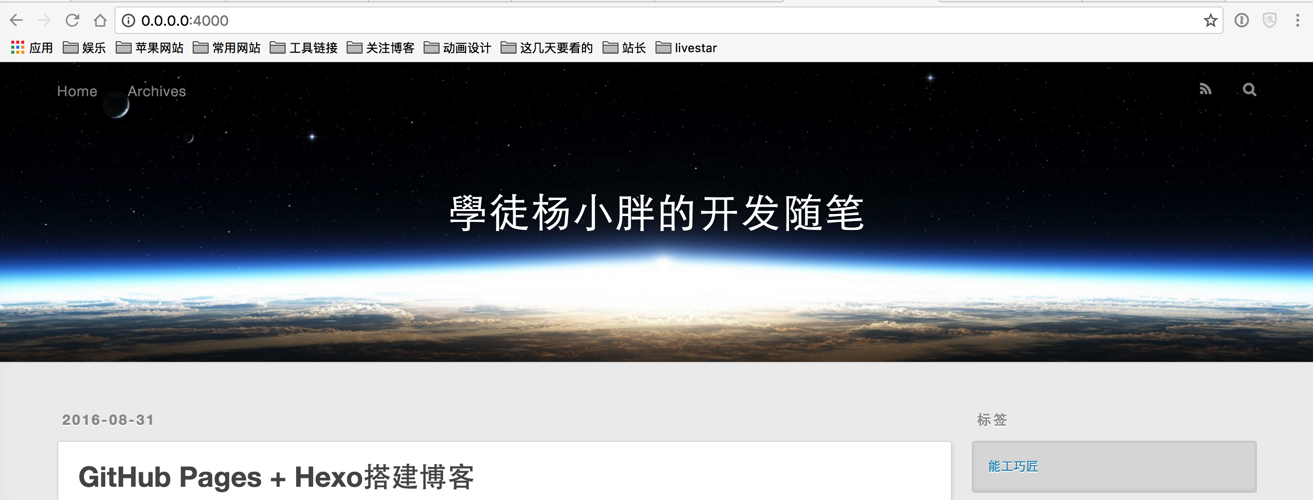 0.0.0.0:4000
应用 娱乐 苹果网站 常用网站 工具链接 关注博客 动画设计 这几天要看的 站长 livestar
Home Archives
學徒杨小胖的开发随笔
2016-08-31
标签
GitHub Pages + Hexo搭建博客
能工巧匠